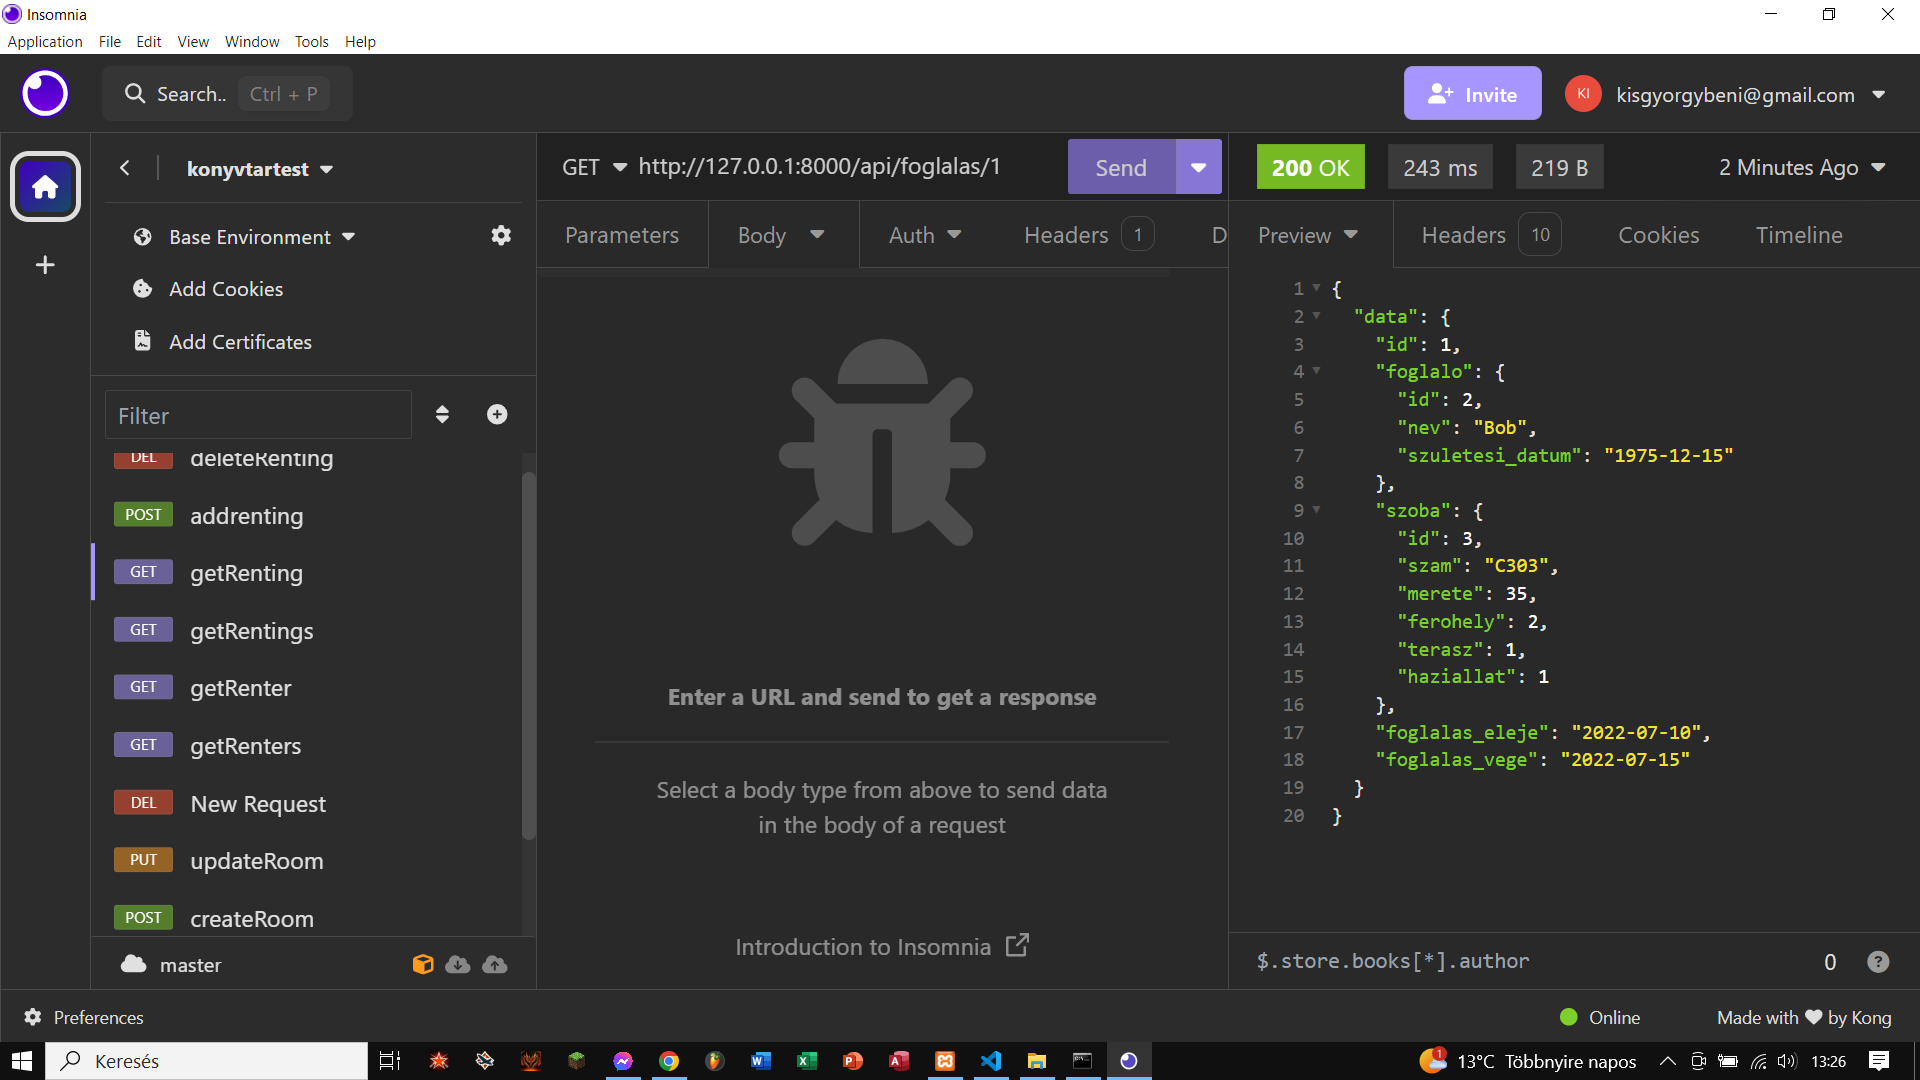 Insomnia
Application File Edit View Window Tools Help
Search.. Ctrl + P
Invite
KI kisgyorgybeni@gmail.com
konyvtartest
Base Environment
Add Cookies
Add Certificates
Filter
DEL deleteRenting
POST addrenting
GET getRenting
GET getRentings
GET getRenter
GET getRenters
DEL New Request
PUT updateRoom
POST createRoom
master
GET http://127.0.0.1:8000/api/foglalas/1 Send
Parameters Body Auth Headers 1 D
Enter a URL and send to get a response
Select a body type from above to send data
in the body of a request
Introduction to Insomnia
200 OK 243 ms 219 B 2 Minutes Ago
Preview Headers 10 Cookies Timeline
1 {
2 "data": {
3 "id": 1,
4 "foglalo": {
5 "id": 2,
6 "nev": "Bob",
7 "szuletesi_datum": "1975-12-15"
8 },
9 "szoba": {
10 "id": 3,
11 "szam": "C303",
12 "merete": 35,
13 "ferohely": 2,
14 "terasz": 1,
15 "haziallat": 1
16 },
17 "foglalas_eleje": "2022-07-10",
18 "foglalas_vege": "2022-07-15"
19 }
20 }
$.store.books[*].author 0 ?
Preferences
Online Made with ❤ by Kong
Keresés
1 13°C Többnyire napos 13:26